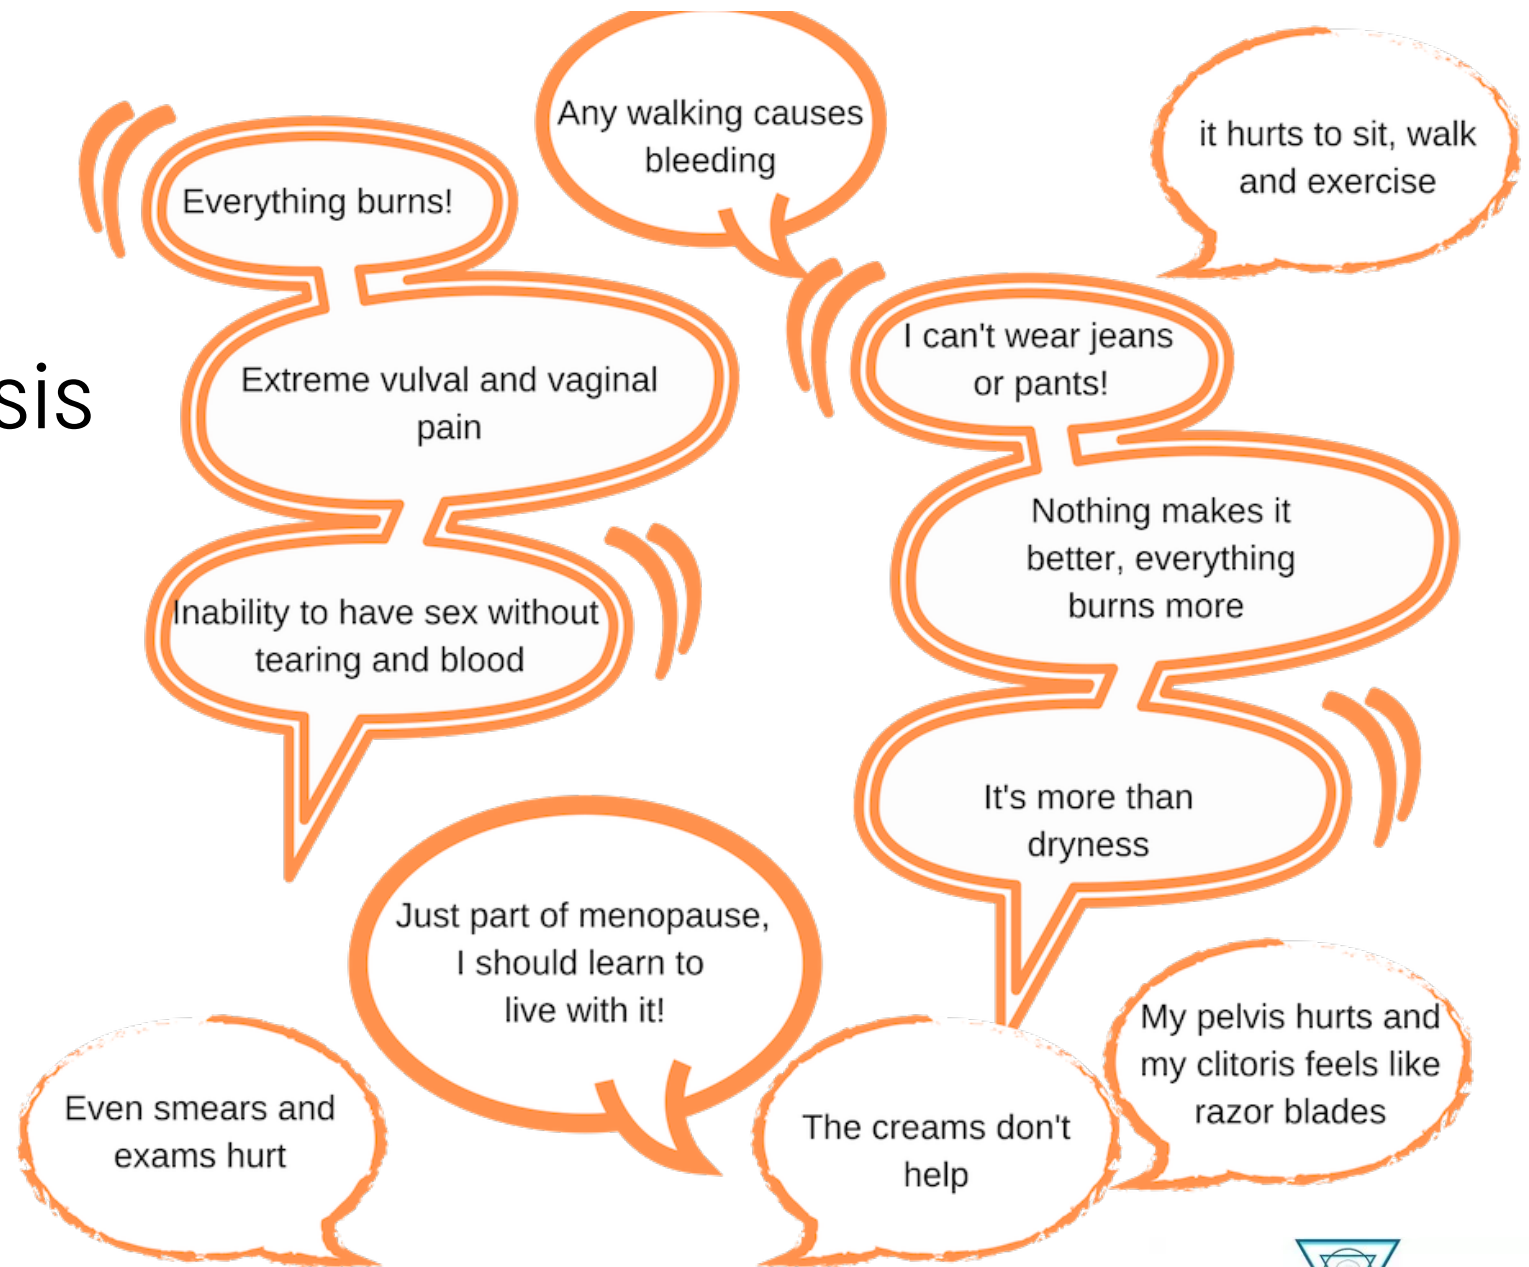 Any walking causes
bleeding
it hurts to sit, walk
and exercise
Everything burns!
I can't wear jeans
or pants!
sis
Extreme vulval and vaginal
pain
Nothing makes it
better, everything
burns more
Inability to have sex without
tearing and blood
It's more than
dryness
Just part of menopause,
I should learn to
live with it!
My pelvis hurts and
my clitoris feels like
razor blades
Even smears and
exams hurt
The creams don't
help